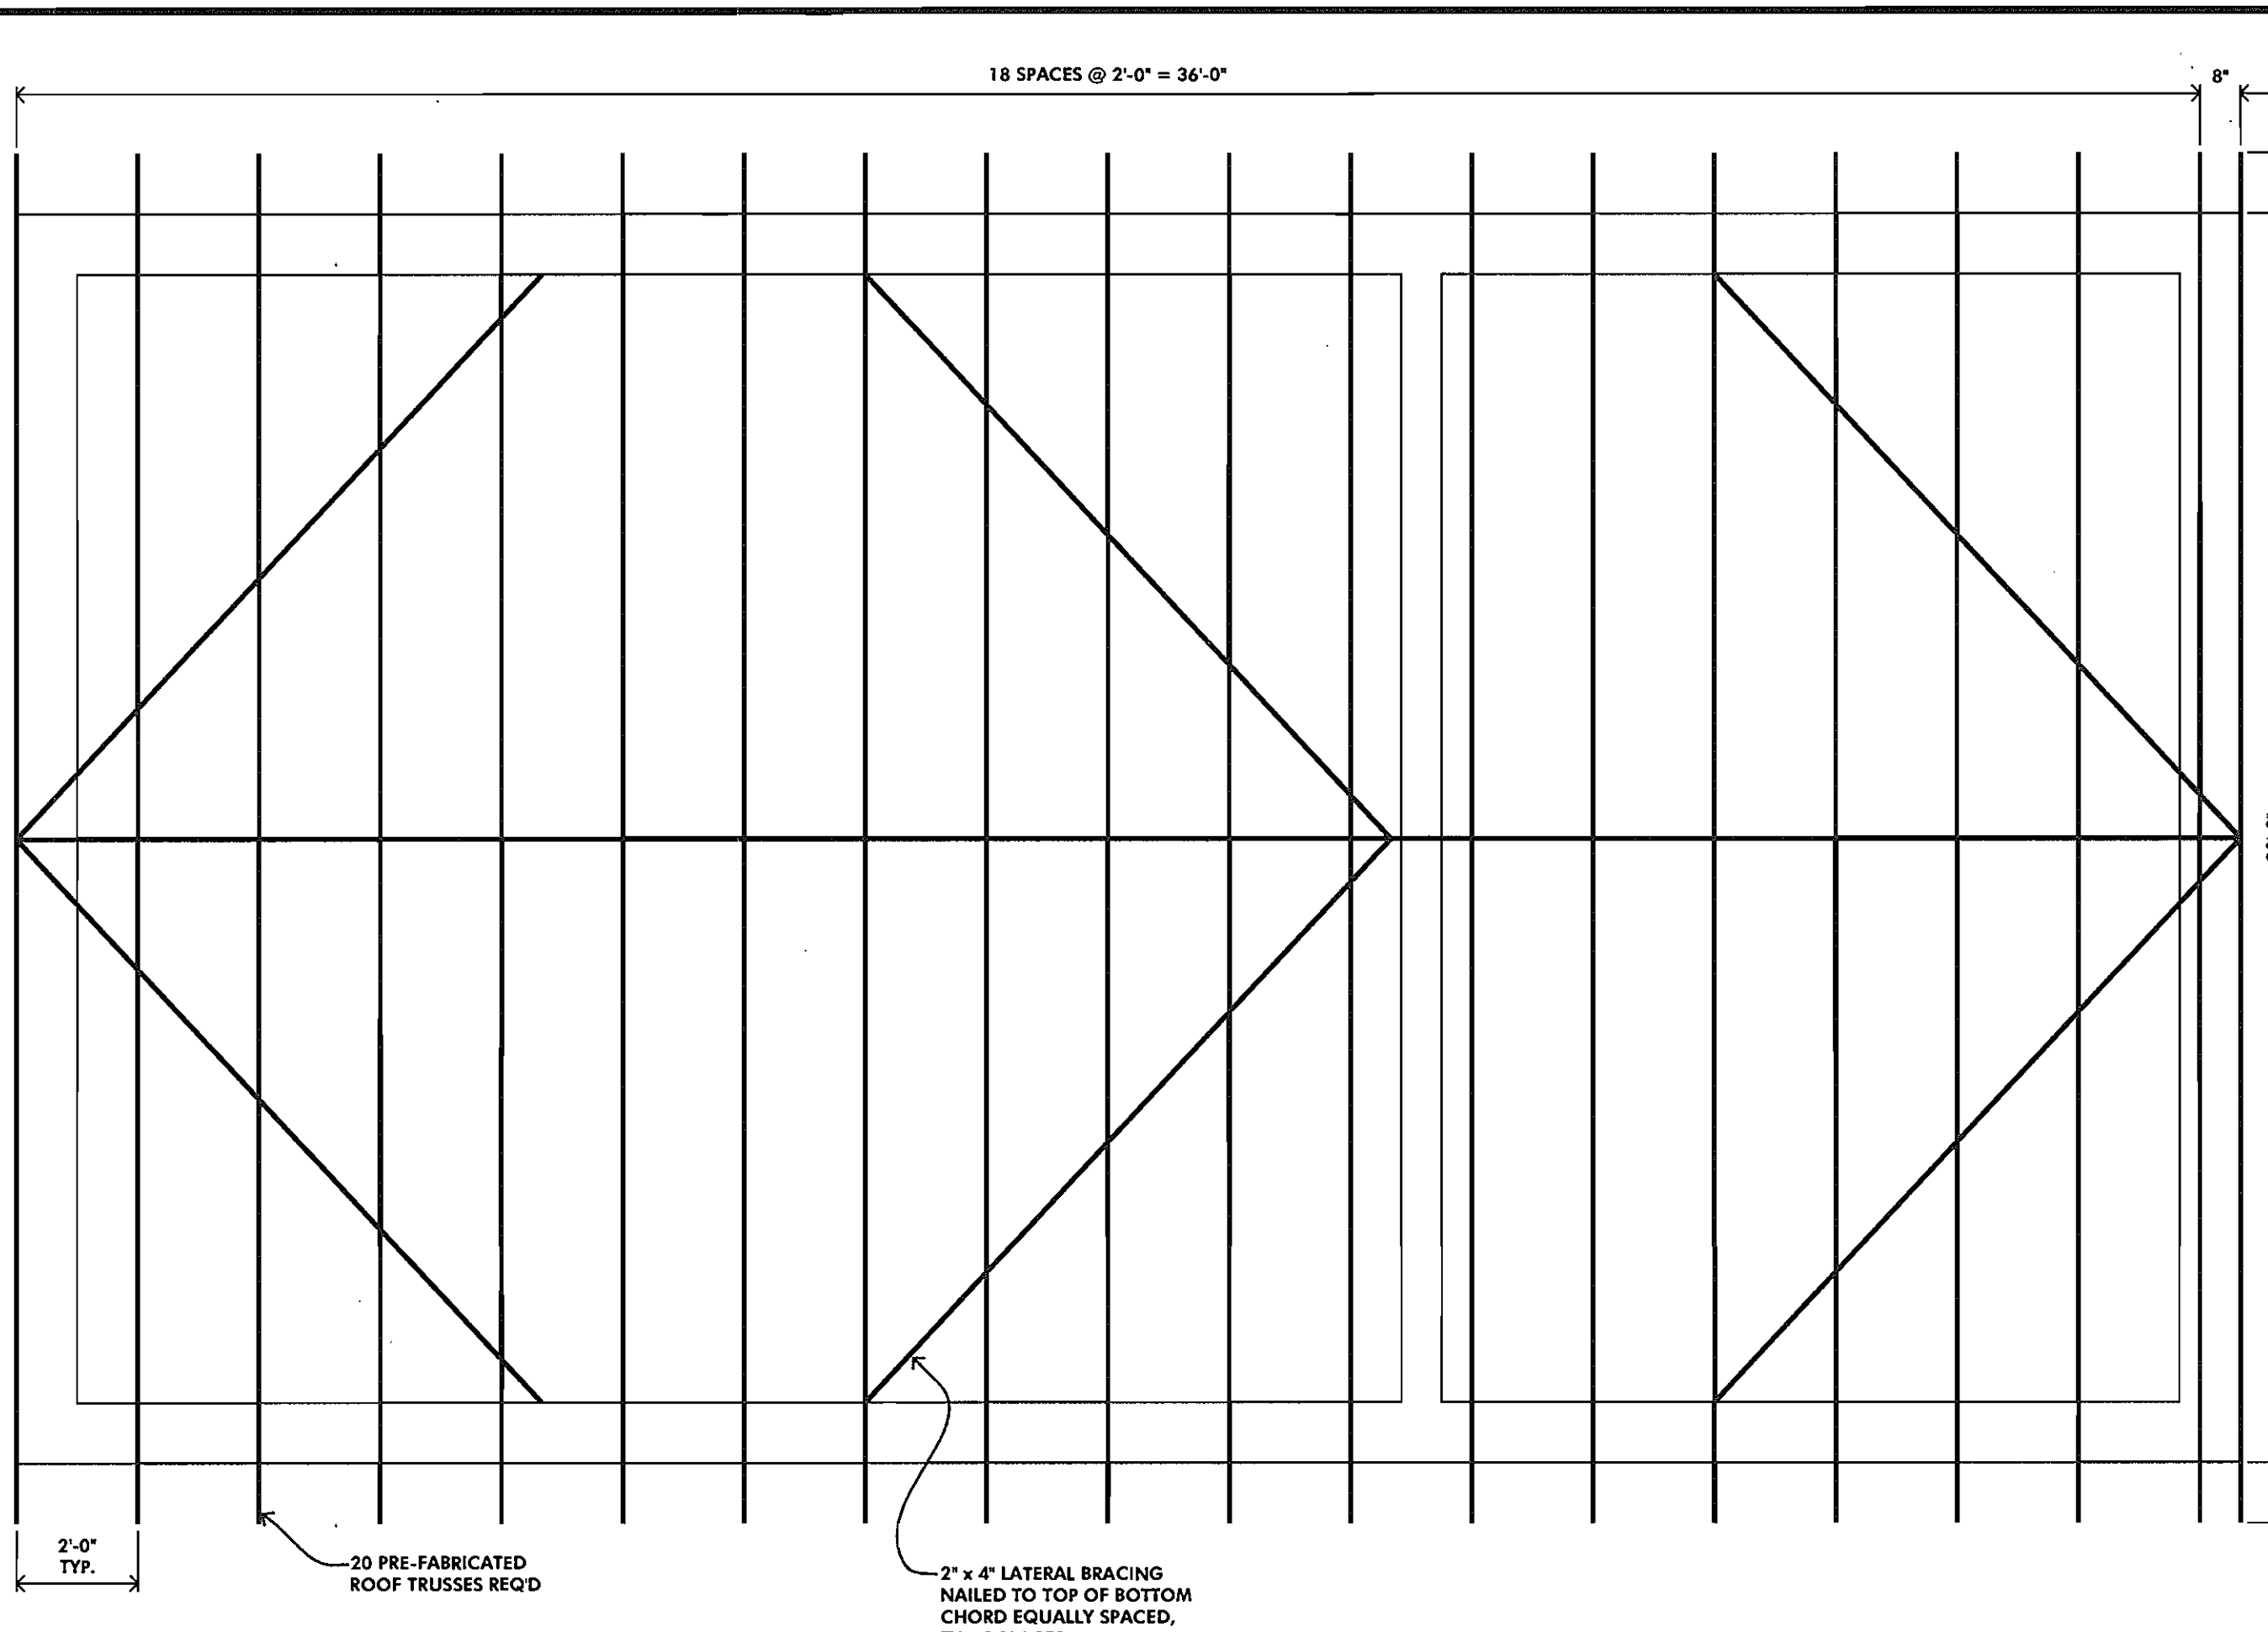 18 SPACES @ 2'-0" = 36'-0"
8"
2'-0"
TYP.
20 PRE-FABRICATED
ROOF TRUSSES REQ'D
2" x 4" LATERAL BRACING
NAILED TO TOP OF BOTTOM
CHORD EQUALLY SPACED,